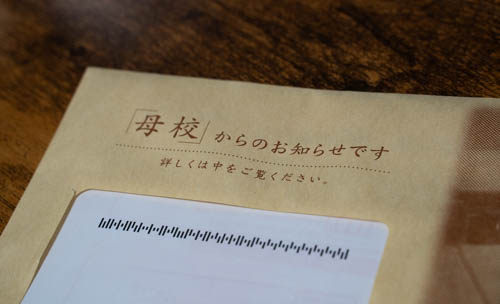 「母校」からのお知らせです
詳しくは中をご覧ください。